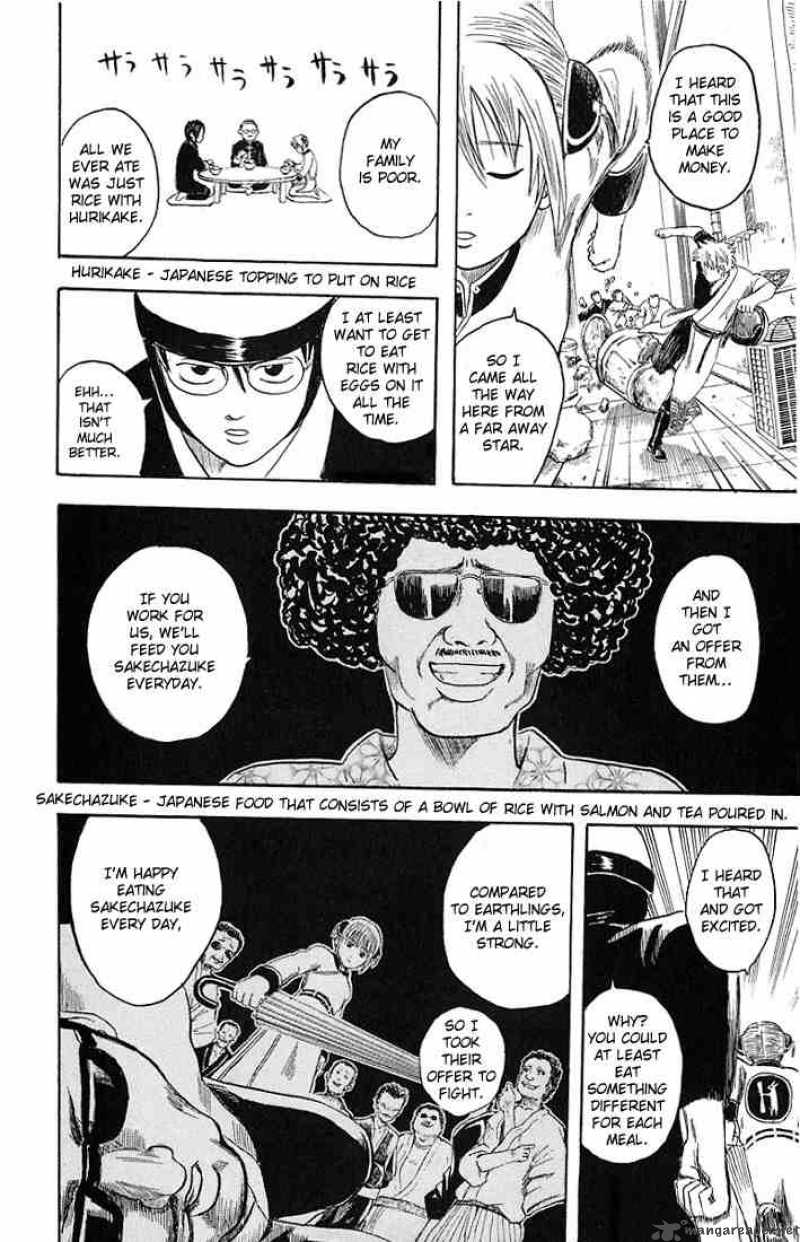 I HEARD
THAT THIS
IS A GOOD
PLACE TO
MAKE
MONEY.
SO I
CAME ALL
THE WAY
HERE FROM
A FAR AWAY
STAR.
サラ サラ サラ サラ サラ サラ
MY
FAMILY
IS POOR.
ALL WE
EVER ATE
WAS JUST
RICE WITH
HURIKAKE.
HURIKAKE - JAPANESE TOPPING TO PUT ON RICE
I AT LEAST
WANT TO GET
TO EAT
RICE WITH
EGGS ON IT
ALL THE
TIME.
EHH...
THAT
ISN'T
MUCH
BETTER.
AND
THEN I
GOT
AN OFFER
FROM
THEM...
IF YOU
WORK FOR
US, WE'LL
FEED YOU
SAKECHAZUKE
EVERYDAY.
SAKECHAZUKE - JAPANESE FOOD THAT CONSISTS OF A BOWL OF RICE WITH SALMON AND TEA POURED IN.
I HEARD
THAT
AND GOT
EXCITED.
WHY?
YOU COULD
AT LEAST
EAT
SOMETHING
DIFFERENT
FOR EACH
MEAL.
COMPARED
TO EARTHLINGS,
I'M A LITTLE
STRONG.
SO I
TOOK
THEIR
OFFER TO
FIGHT.
I'M HAPPY
EATING
SAKECHAZUKE
EVERY DAY,
mangareader.net